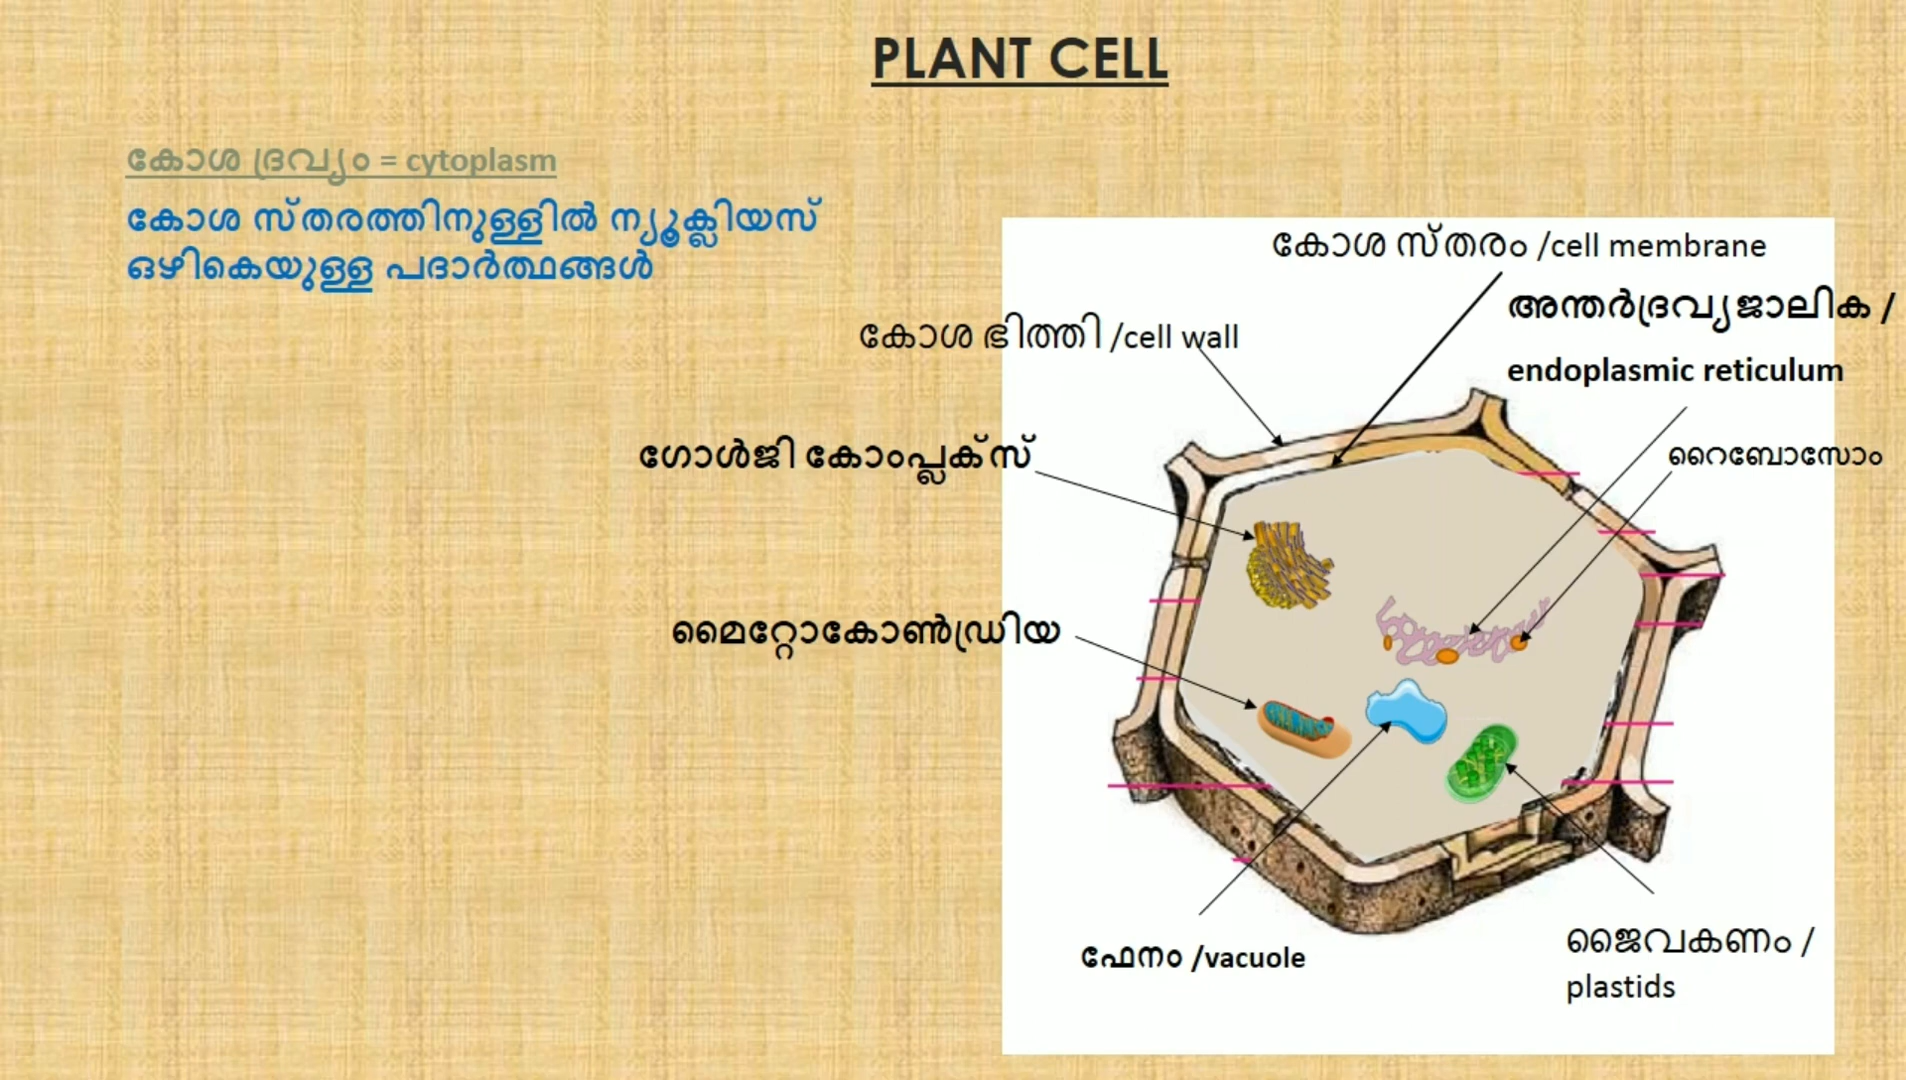 PLANT CELL
കോശ ദ്രവ്യം = cytoplasm
കോശ സ്തരത്തിനുള്ളിൽ ന്യൂക്ലിയസ്
ഒഴികെയുള്ള പദാർത്ഥങ്ങൾ
കോശ സ്തരം /cell membrane
അന്തർദ്രവ്യജാലിക /
endoplasmic reticulum
കോശ ഭിത്തി /cell wall
ഗോൾജി കോംപ്ലക്സ്
റൈബോസോം
മൈറ്റോകോൺഡ്രിയ
ഫേനം /vacuole
ജൈവകണം /
plastids